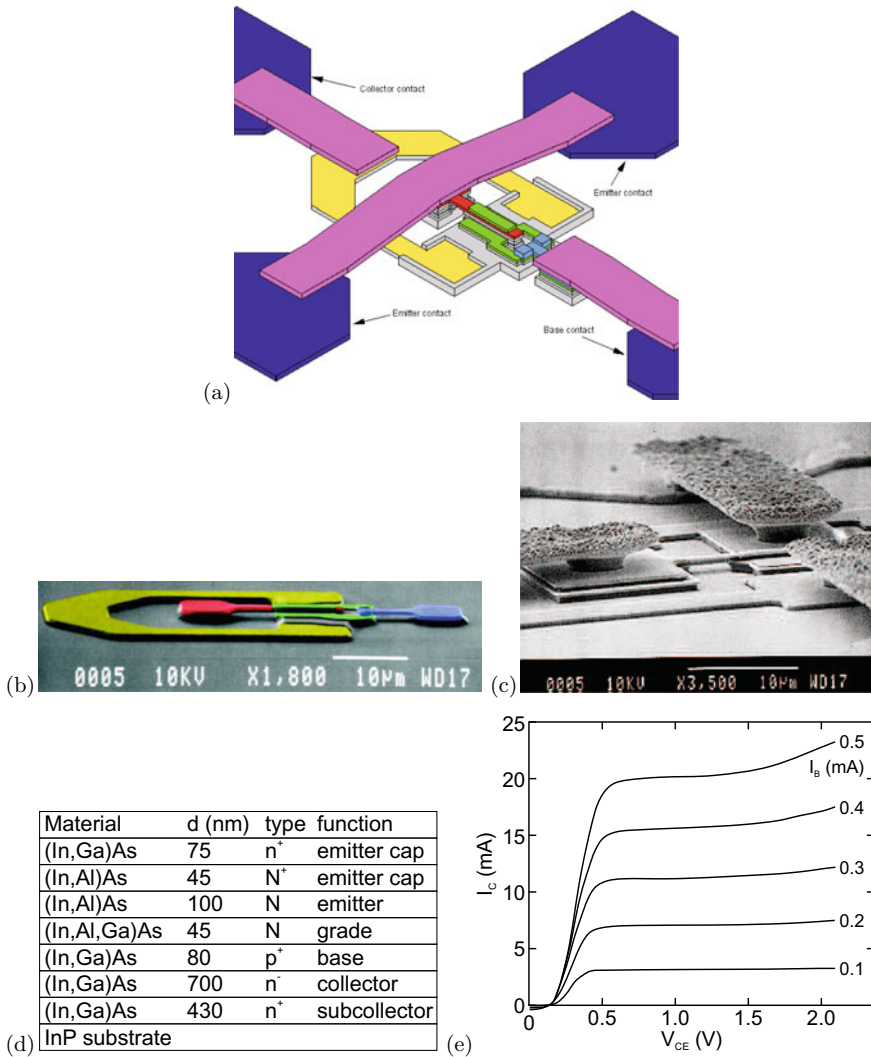 Collector contact
Emitter contact
Emitter contact
Base contact
(a)
(b)
0005 10KV X1,800 10μm WD17
(c)
0005 10KV X3,500 10μm WD17
(d)
Material d (nm) type function
(In,Ga)As 75 n⁺ emitter cap
(In,Al)As 45 N⁺ emitter cap
(In,Al)As 100 N emitter
(In,Al,Ga)As 45 N grade
(In,Ga)As 80 p⁺ base
(In,Ga)As 700 n⁻ collector
(In,Ga)As 430 n⁺ subcollector
InP substrate
(e)
25
20
15
10
5
0
I_C (mA)
0.5
I_B (mA)
0.4
0.3
0.2
0.1
0 0.5 1.0 1.5 2.0
V_CE (V)